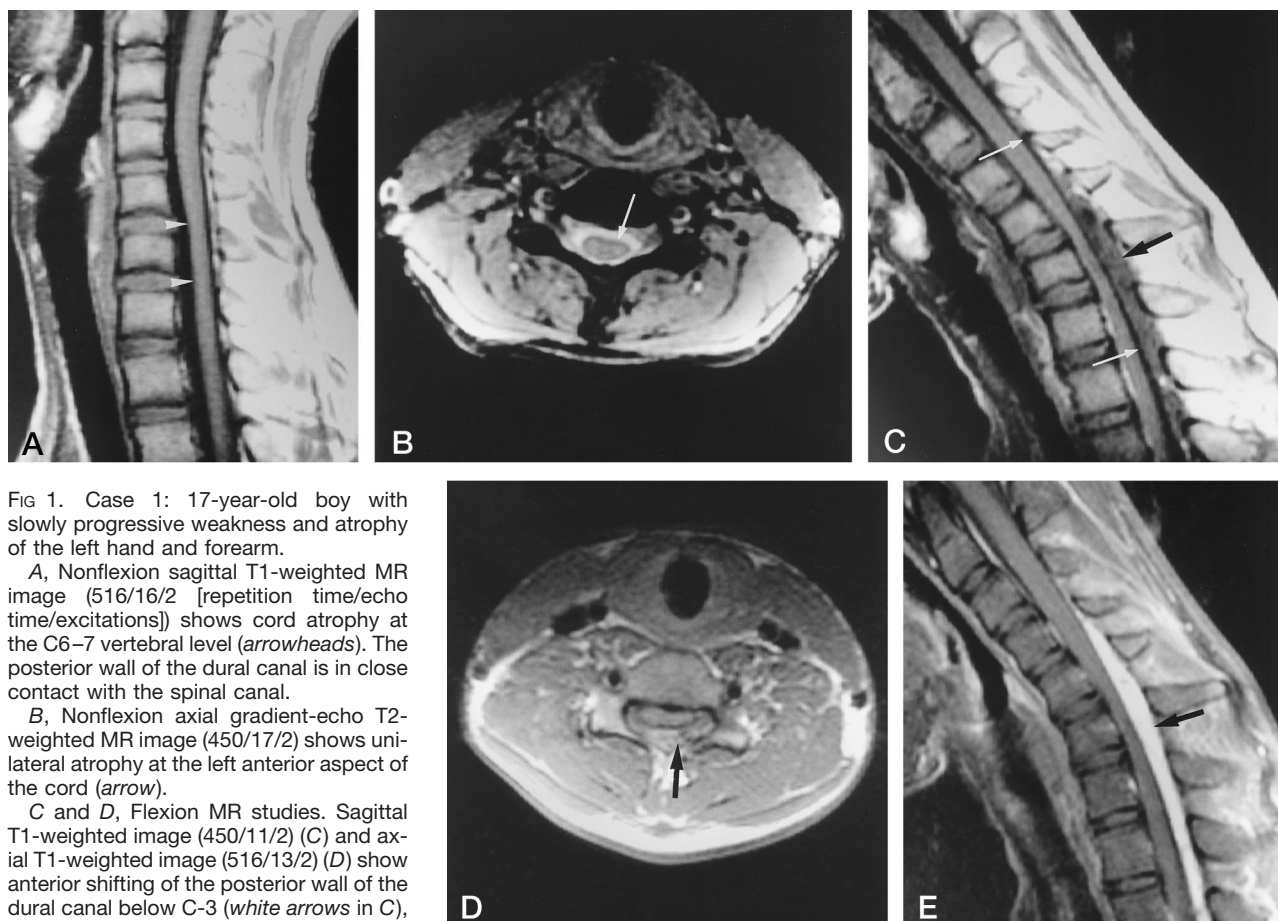 A
B
C
FIG 1. Case 1: 17-year-old boy with
slowly progressive weakness and atrophy
of the left hand and forearm.
A, Nonflexion sagittal T1-weighted MR
image (516/16/2 [repetition time/echo
time/excitations]) shows cord atrophy at
the C6–7 vertebral level (arrowheads). The
posterior wall of the dural canal is in close
contact with the spinal canal.
B, Nonflexion axial gradient-echo T2-
weighted MR image (450/17/2) shows uni-
lateral atrophy at the left anterior aspect of
the cord (arrow).
C and D, Flexion MR studies. Sagittal
T1-weighted image (450/11/2) (C) and ax-
ial T1-weighted image (516/13/2) (D) show
anterior shifting of the posterior wall of the
dural canal below C-3 (white arrows in C),
D
E